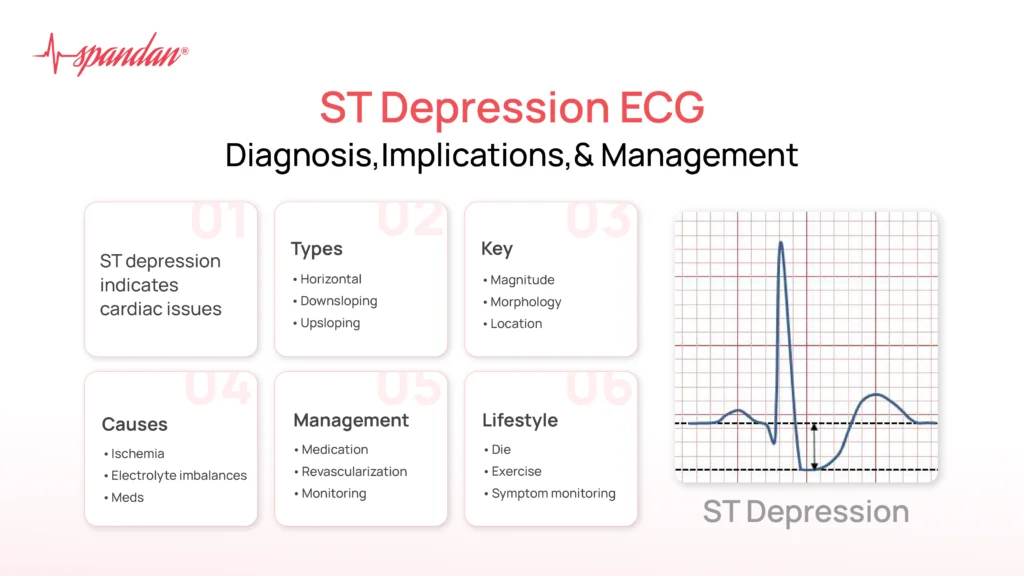 spandan®
ST Depression ECG
Diagnosis,Implications,& Management
01
ST depression
indicates
cardiac issues
02
Types
• Horizontal
• Downsloping
• Upsloping
03
Key
• Magnitude
• Morphology
• Location
04
Causes
• Ischemia
• Electrolyte imbalances
• Meds
05
Management
• Medication
• Revascularization
• Monitoring
06
Lifestyle
• Die
• Exercise
• Symptom monitoring
ST Depression